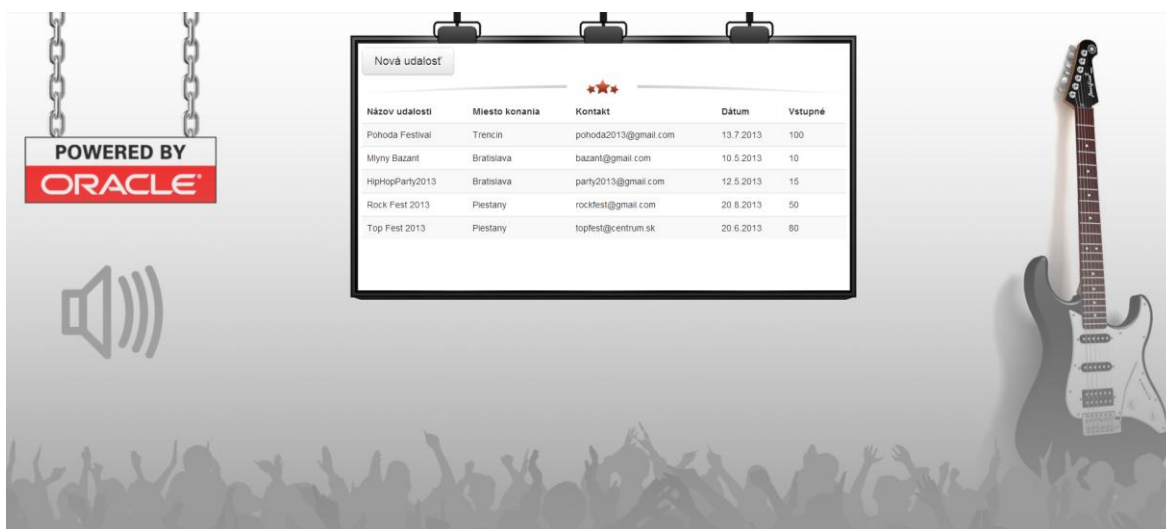 Nová udalosť
Názov udalosti Miesto konania Kontakt Dátum Vstupné
Pohoda Festival Trencin pohoda2013@gmail.com 13.7.2013 100
Mlyny Bazant Bratislava bazant@gmail.com 10.5.2013 10
HipHopParty2013 Bratislava party2013@gmail.com 12.5.2013 15
Rock Fest 2013 Piestany rockfest@gmail.com 20.8.2013 50
Top Fest 2013 Piestany topfest@centrum.sk 20.6.2013 80
POWERED BY
ORACLE